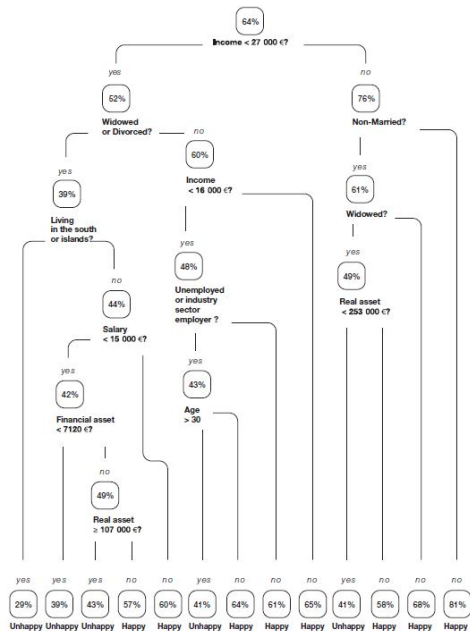 64%
Income < 27 000 €?
yes
no
52%
76%
Widowed
or Divorced?
Non-Married?
no
yes
60%
yes
39%
Income
< 16 000 €?
61%
Living
in the south
or islands?
Widowed?
yes
yes
no
48%
49%
44%
Unemployed
or industry
sector
employer ?
Real asset
< 253 000 €?
Salary
< 15 000 €?
yes
yes
42%
43%
Financial asset
< 7120 €?
Age
> 30
no
49%
Real asset
≥ 107 000 €?
yes yes yes no no yes no no no yes no no no
29% 39% 43% 57% 60% 41% 64% 61% 65% 41% 58% 68% 81%
Unhappy Unhappy Unhappy Happy Happy Unhappy Happy Happy Happy Unhappy Happy Happy Happy